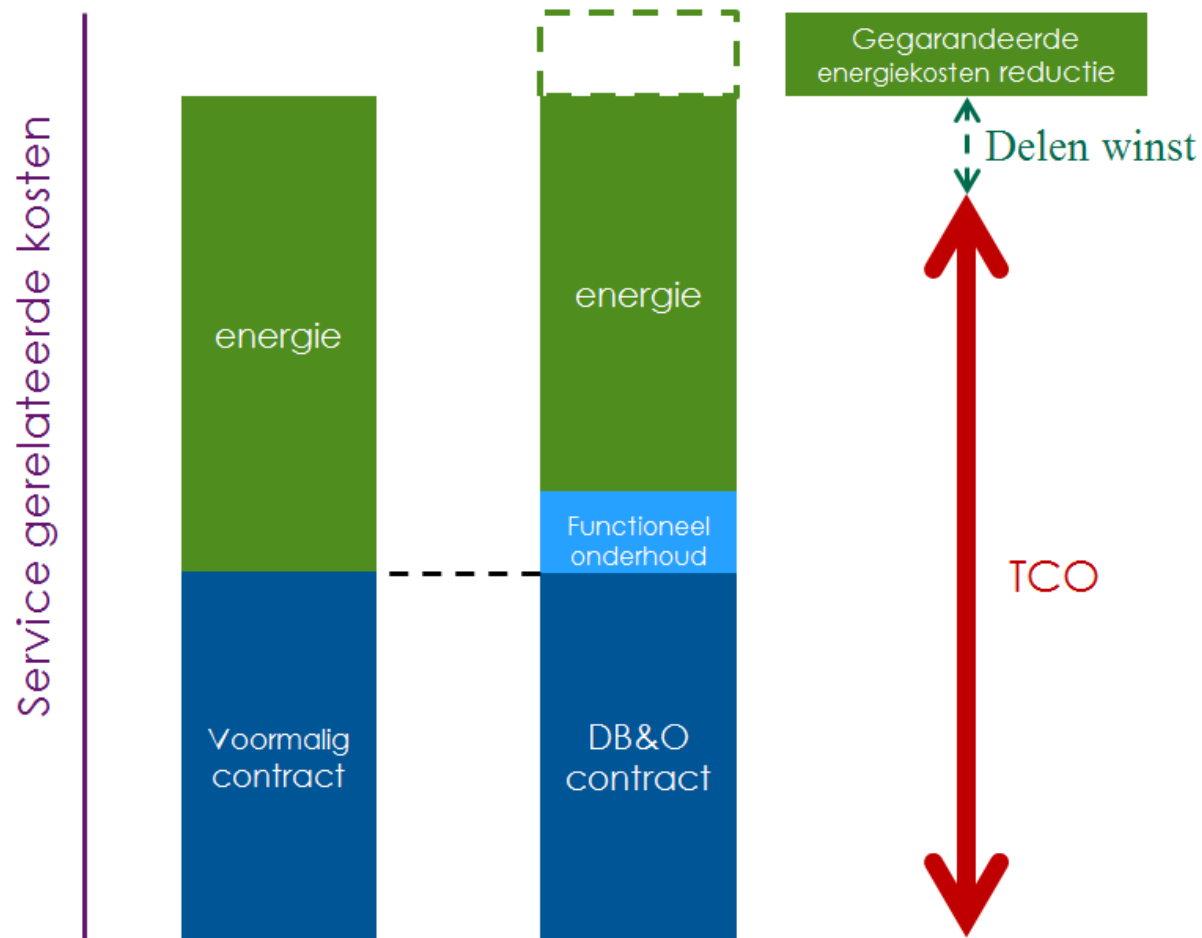 Service gerelateerde kosten
energie
Voormalig
contract
energie
Functioneel
onderhoud
DB&O
contract
Gegarandeerde
energiekosten reductie
Delen winst
TCO